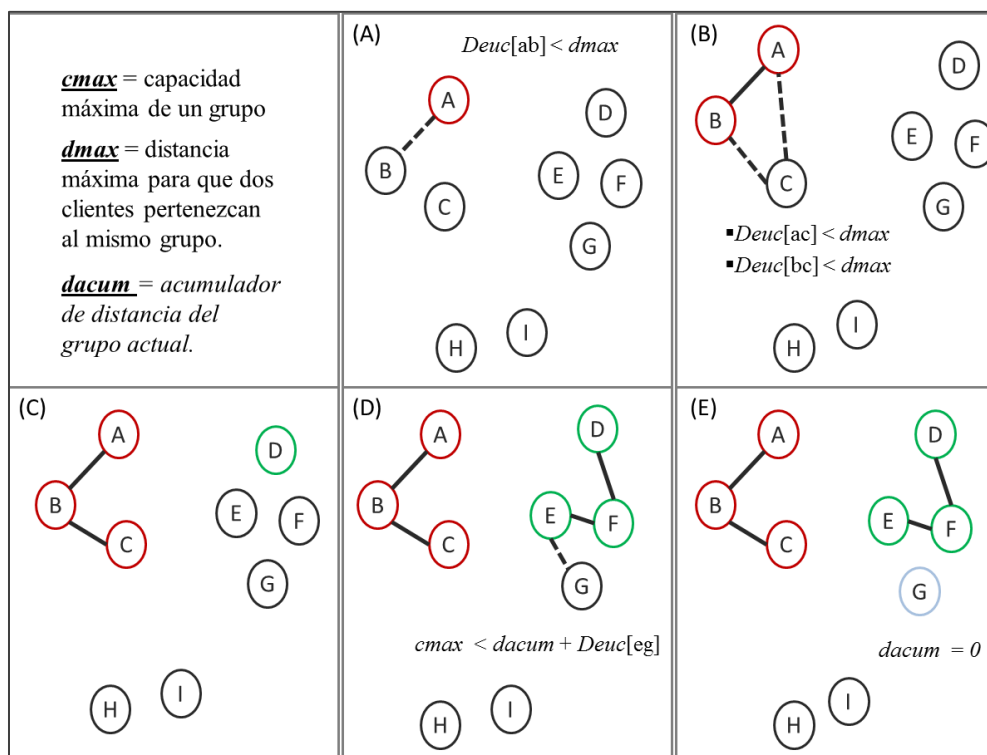 cmax = capacidad
máxima de un grupo
dmax = distancia
máxima para que dos
clientes pertenezcan
al mismo grupo.
dacum = acumulador
de distancia del
grupo actual.
(A)
Deuc[ab] < dmax
A
B
C
D
E
F
G
H
I
(B)
A
B
C
D
E
F
G
▪Deuc[ac] < dmax
▪Deuc[bc] < dmax
H
I
(C)
A
B
C
D
E
F
G
H
I
(D)
A
B
C
D
E
F
G
cmax < dacum + Deuc[eg]
H
I
(E)
A
B
C
D
E
F
G
dacum = 0
H
I